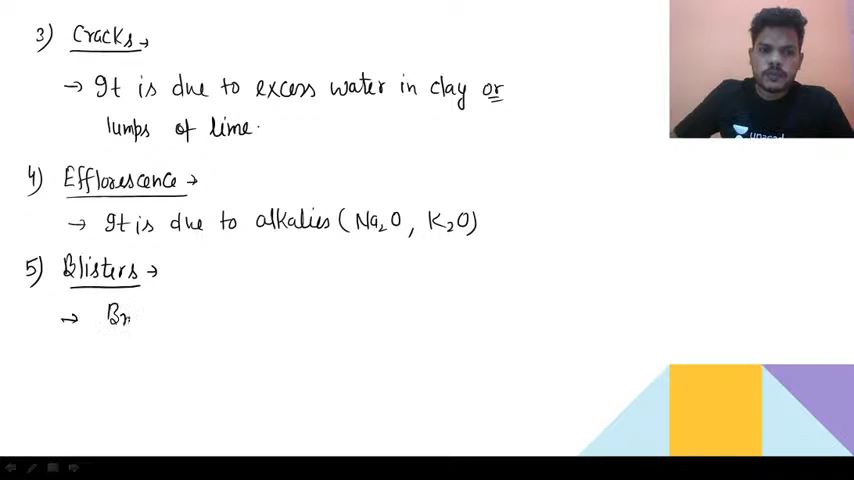 3) Cracks →
→ It is due to excess water in clay or
lumps of lime.
4) Efflorescence →
→ It is due to alkalies (Na₂O, K₂O)
5) Blisters →
→ Br